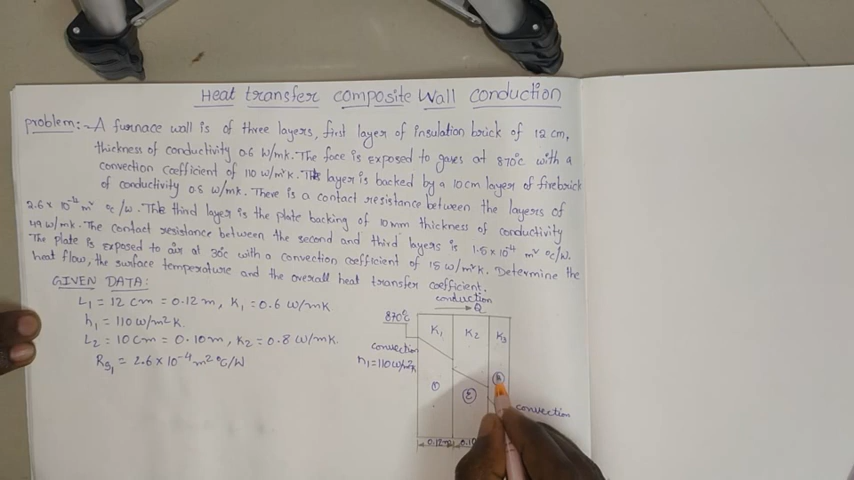 Heat transfer composite Wall conduction
problem:- A furnace wall is of three layers, first layer of insulation brick of 12 cm,
thickness of conductivity 0.6 W/mk. The face is exposed to gases at 870°c with a
convection coefficient of 110 w/m²k. The layer is backed by a 10cm layer of firebrick
of conductivity 0.8 w/mk. There is a contact resistance between the layers of
2.6 × 10⁻⁴ m² °c/w. The third layer is the plate backing of 10mm thickness of conductivity
49 w/mk. The contact resistance between the second and third layers is 1.5×10⁻⁴ m² °c/w.
The plate is exposed to air at 30°c with a convection coefficient of 15 w/m²k. Determine the
heat flow, the surface temperature and the overall heat transfer coefficient.
GIVEN DATA:
L₁ = 12 cm = 0.12 m, K₁ = 0.6 w/mk
h₁ = 110 w/m²k.
L₂ = 10cm = 0.10m, K₂ = 0.8 w/mk.
Rs₁ = 2.6 × 10⁻⁴ m² °C/W
conduction
Q
870°c
K₁ K₂ K₃
convection
h₁=110w/m²k
①
②
convection
0.12m 0.10